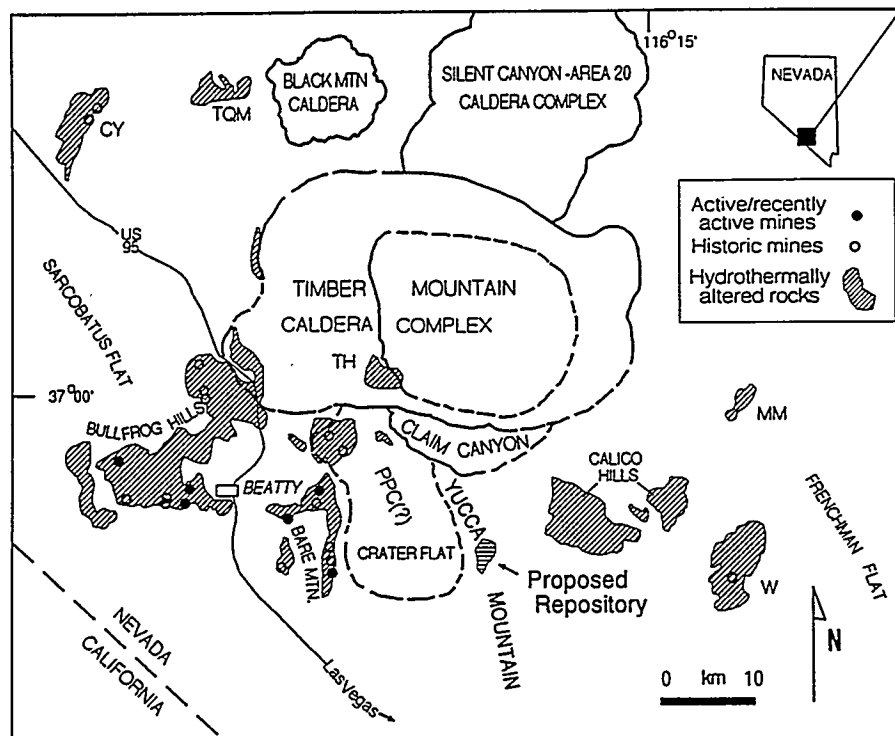 116°15'
BLACK MTN
CALDERA
SILENT CANYON-AREA 20
CALDERA COMPLEX
NEVADA
TQM
CY
Active/recently
active mines
Historic mines
Hydrothermally
altered rocks
US
95
SARCOBATUS FLAT
TIMBER MOUNTAIN
CALDERA COMPLEX
TH
37°00'
MM
BULLFROG HILLS
CLAIM CANYON
CALICO
HILLS
PPC(?)
YUCCA
MOUNTAIN
BEATTY
BARE MTN.
CRATER FLAT
FRENCHMAN FLAT
Proposed
Repository
W
NEVADA
CALIFORNIA
Las Vegas
N
0 km 10